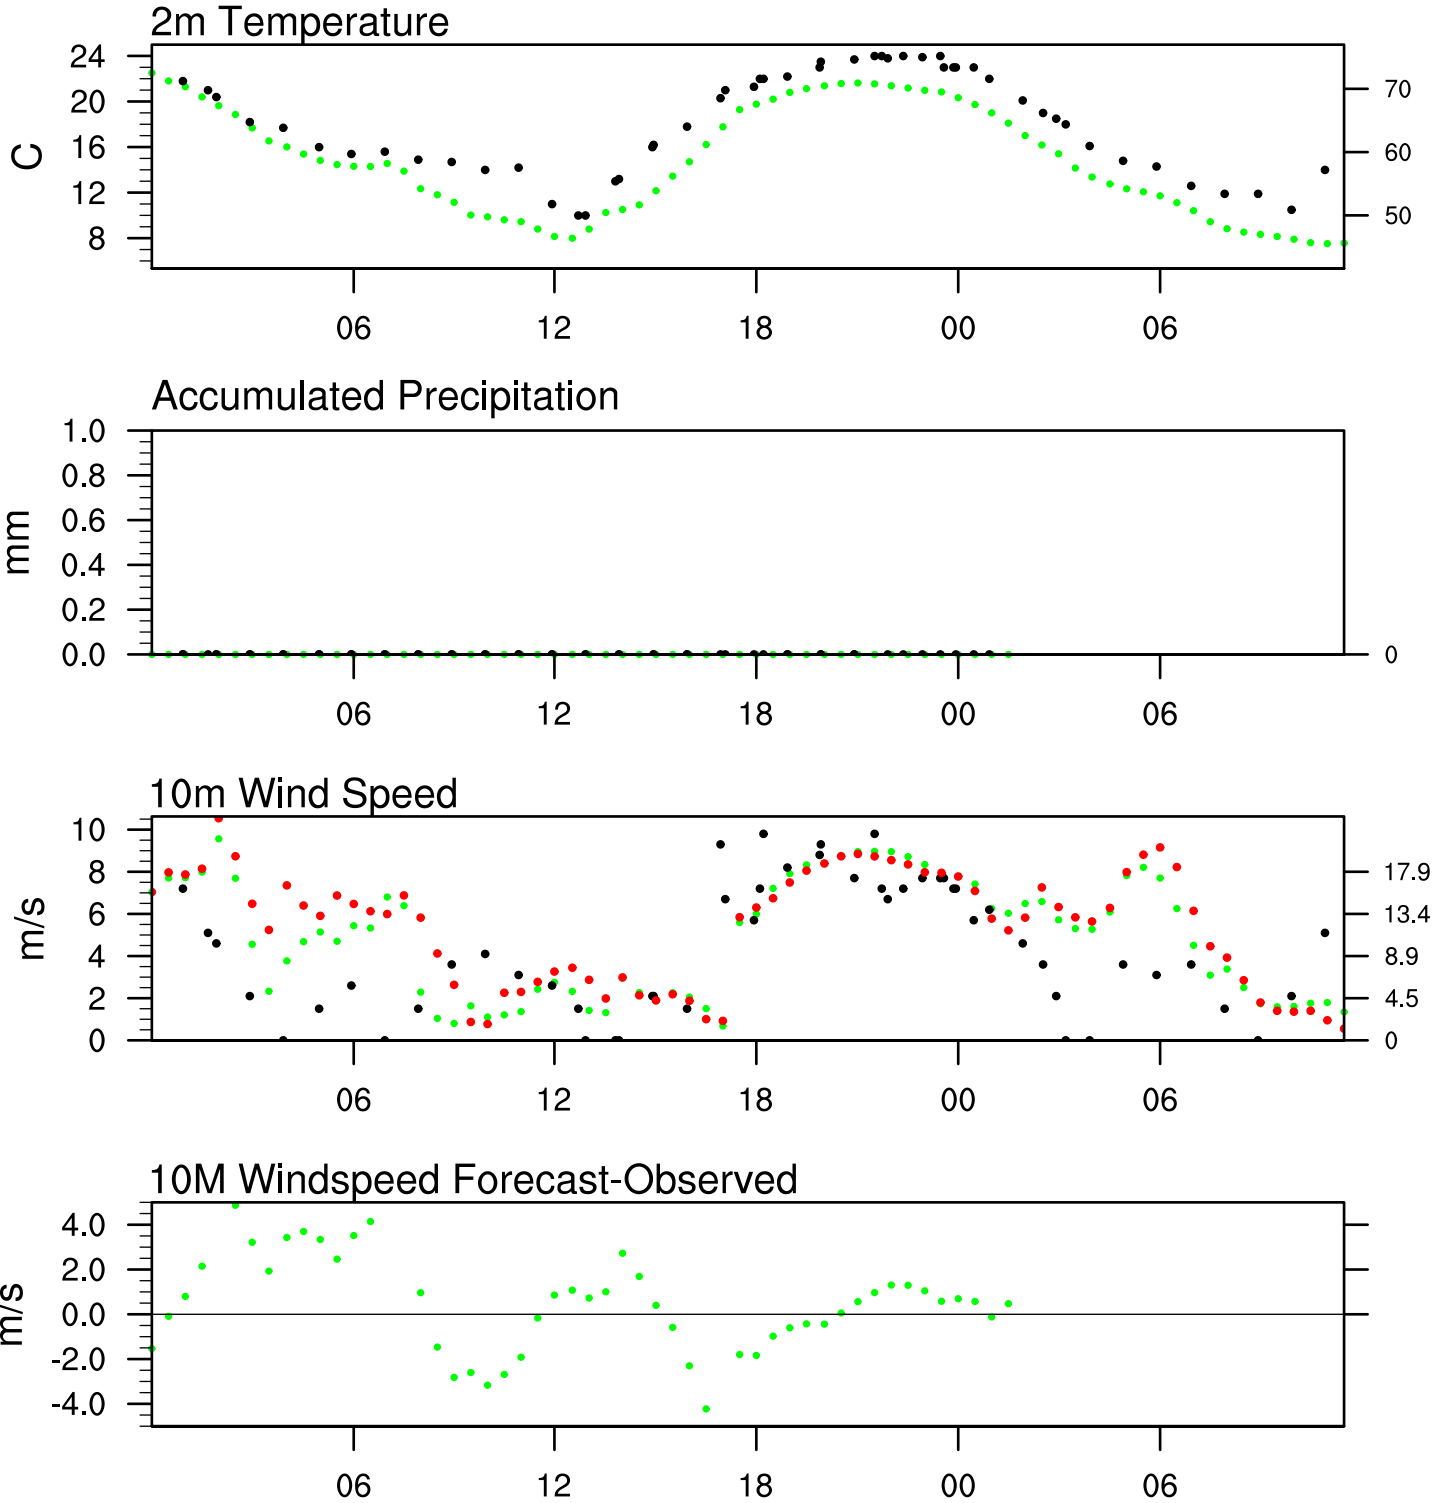 2m Temperature
24
20
16
12
8
C
70
60
50
06 12 18 00 06
Accumulated Precipitation
1.0
0.8
0.6
0.4
0.2
0.0
mm
0
06 12 18 00 06
10m Wind Speed
10
8
6
4
2
0
m/s
17.9
13.4
8.9
4.5
0
06 12 18 00 06
10M Windspeed Forecast-Observed
4.0
2.0
0.0
-2.0
-4.0
m/s
06 12 18 00 06